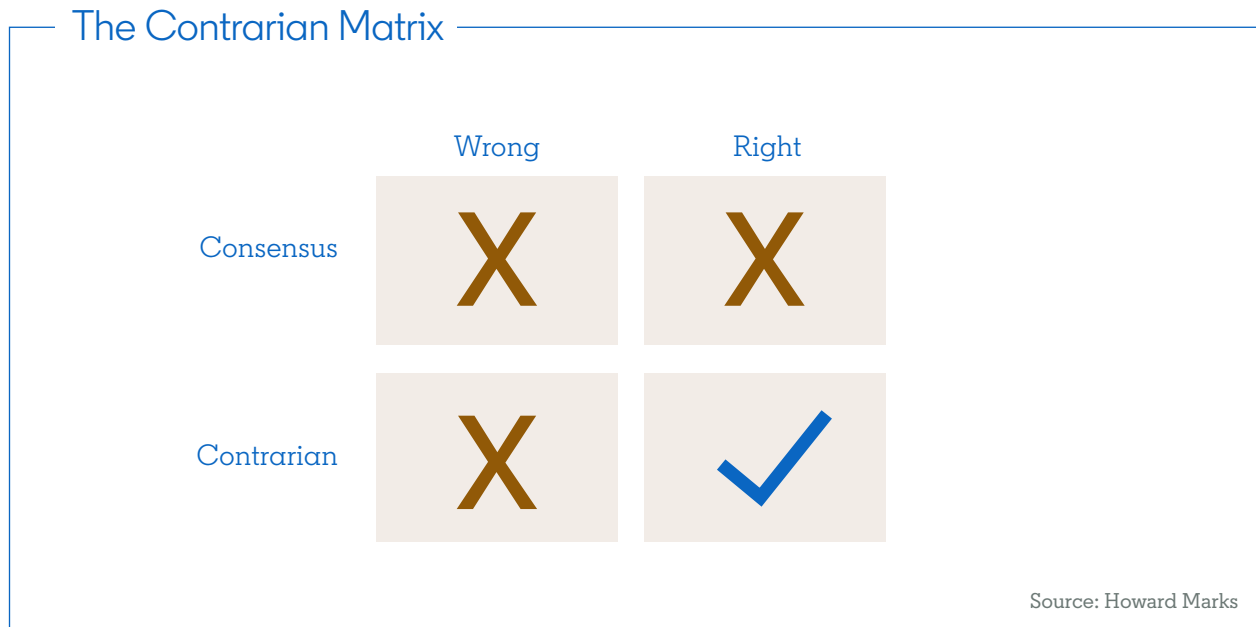 The Contrarian Matrix
Wrong Right
Consensus X X
Contrarian X
Source: Howard Marks